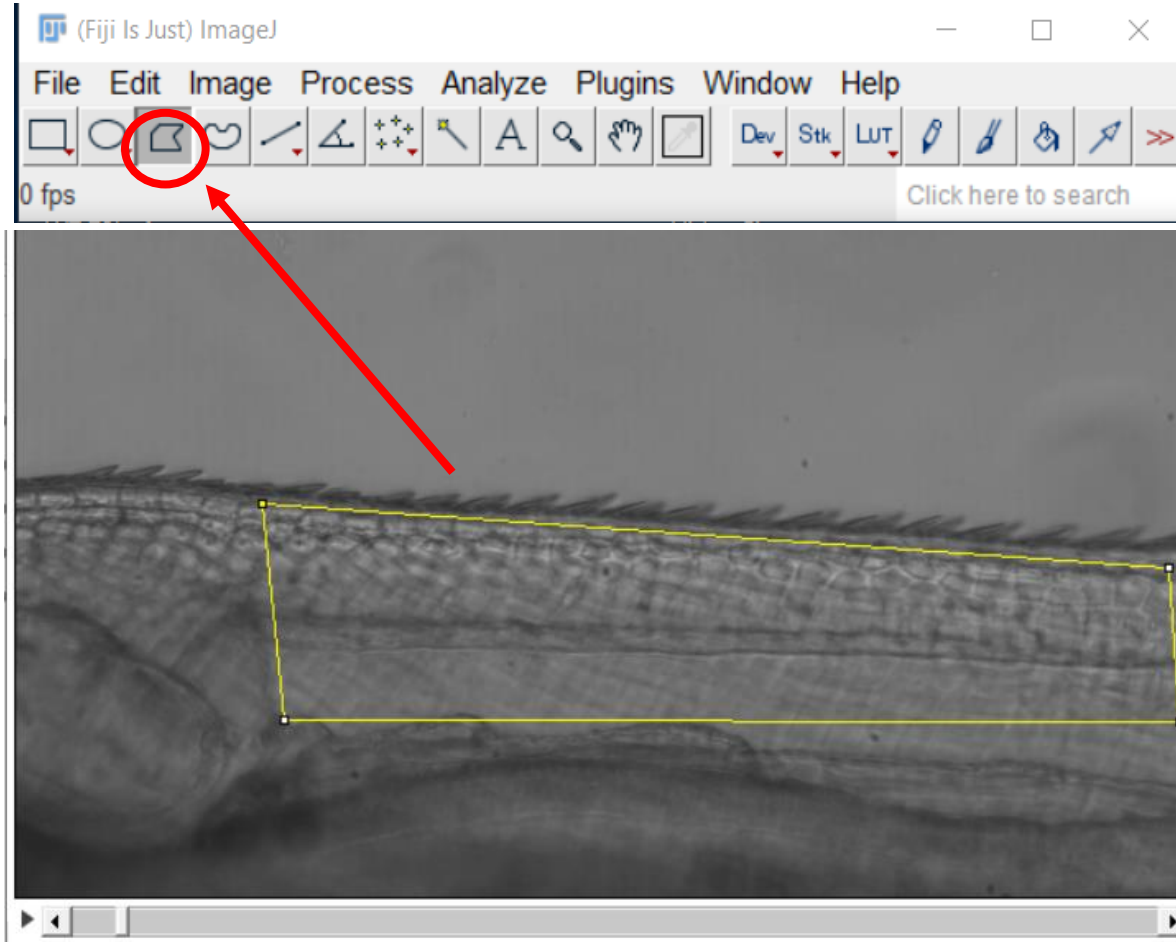 (Fiji Is Just) ImageJ
File Edit Image Process Analyze Plugins Window Help
A Dev Stk LUT >>
0 fps Click here to search